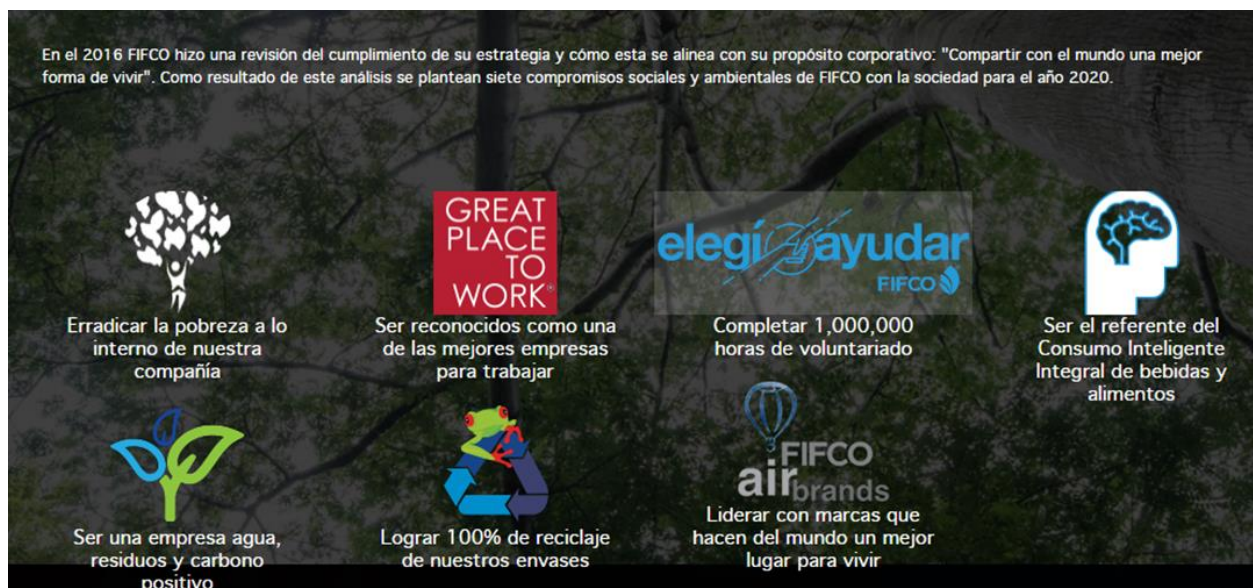 En el 2016 FIFCO hizo una revisión del cumplimiento de su estrategia y cómo esta se alinea con su propósito corporativo: "Compartir con el mundo una mejor
forma de vivir". Como resultado de este análisis se plantean siete compromisos sociales y ambientales de FIFCO con la sociedad para el año 2020.
Erradicar la pobreza a lo
interno de nuestra
compañía
GREAT
PLACE
TO
WORK®
Ser reconocidos como una
de las mejores empresas
para trabajar
elegí ayudar
FIFCO
Completar 1,000,000
horas de voluntariado
Ser el referente del
Consumo Inteligente
Integral de bebidas y
alimentos
Ser una empresa agua,
residuos y carbono
positivo
Lograr 100% de reciclaje
de nuestros envases
FIFCO
air brands
Liderar con marcas que
hacen del mundo un mejor
lugar para vivir